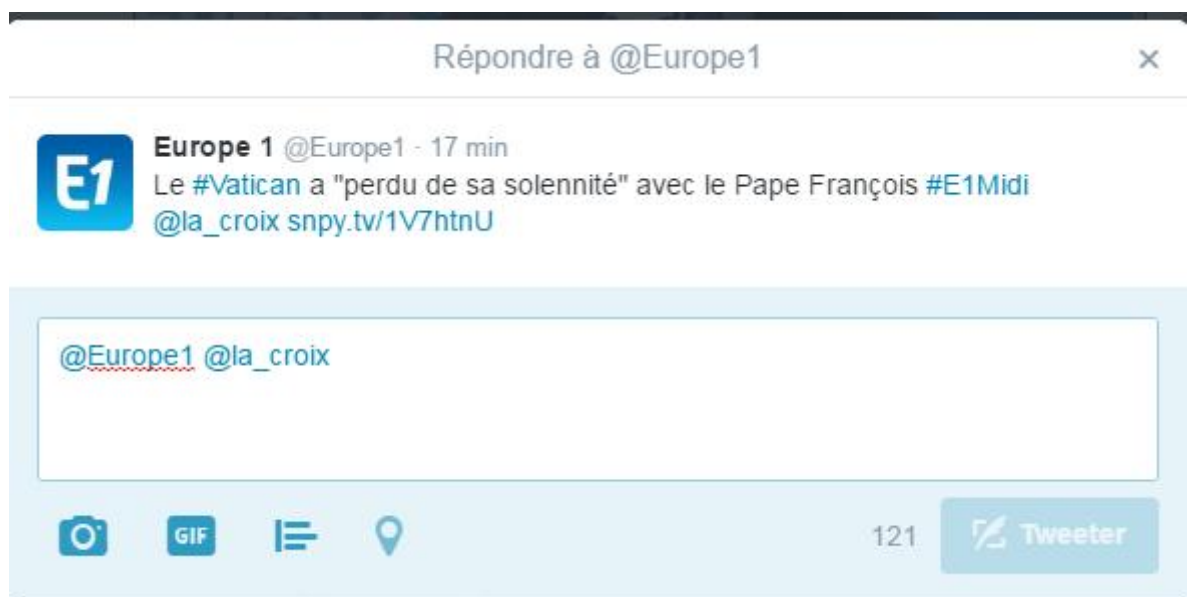 Répondre à @Europe1 ×
E1
Europe 1 @Europe1 · 17 min
Le #Vatican a "perdu de sa solennité" avec le Pape François #E1Midi
@la_croix snpy.tv/1V7htnU
@Europe1 @la_croix
GIF
121 Tweeter